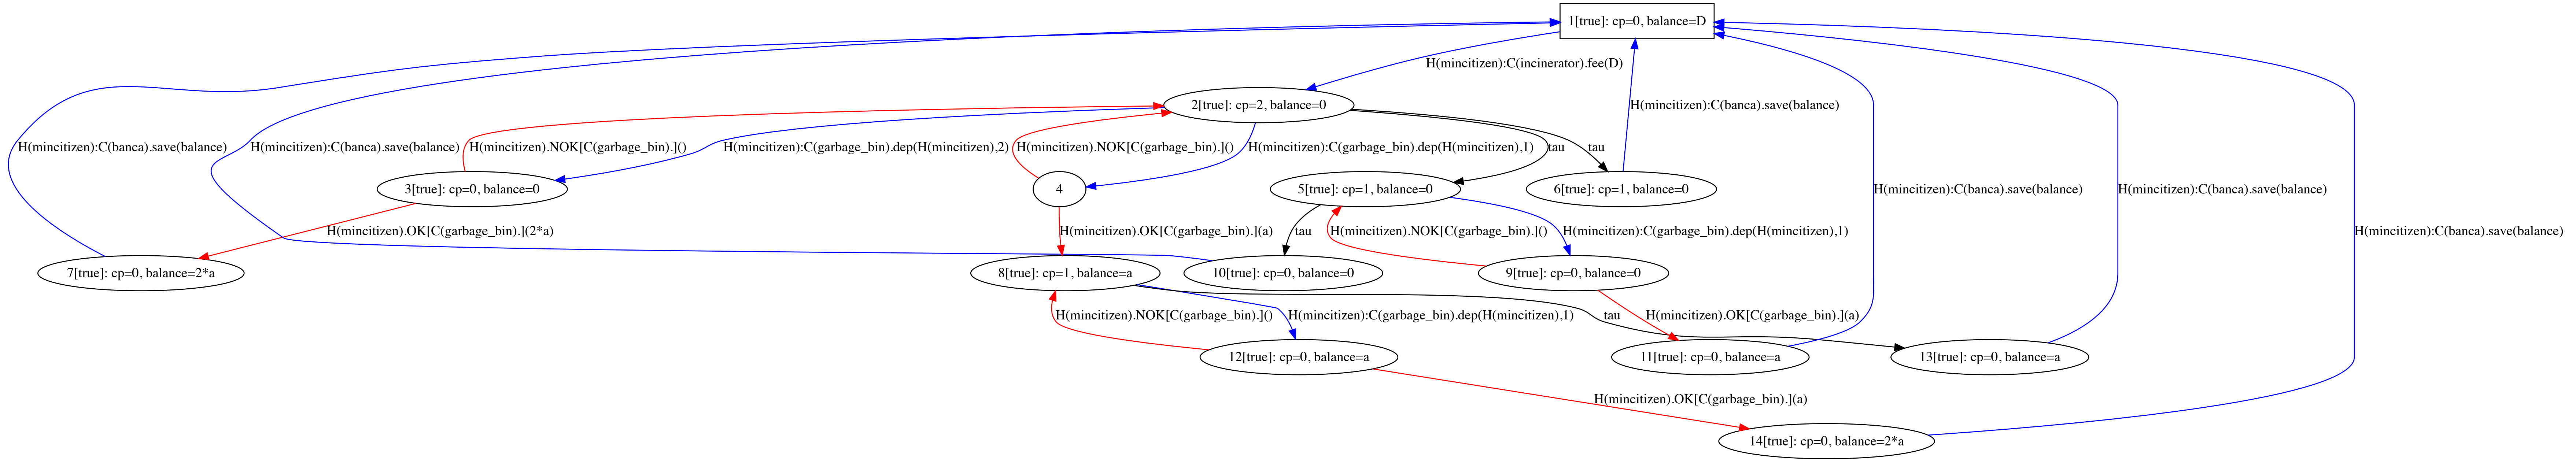 1[true]: cp=0, balance=D
H(mincitizen):C(incinerator).fee(D)
2[true]: cp=2, balance=0
H(mincitizen):C(banca).save(balance)
H(mincitizen):C(banca).save(balance)
H(mincitizen):C(banca).save(balance)
H(mincitizen).NOK[C(garbage_bin).]()
H(mincitizen):C(garbage_bin).dep(H(mincitizen),2)
H(mincitizen).NOK[C(garbage_bin).]()
H(mincitizen):C(garbage_bin).dep(H(mincitizen),1)
tau
tau
3[true]: cp=0, balance=0
4
5[true]: cp=1, balance=0
6[true]: cp=1, balance=0
H(mincitizen):C(banca).save(balance)
H(mincitizen):C(banca).save(balance)
H(mincitizen).OK[C(garbage_bin).](2*a)
H(mincitizen).OK[C(garbage_bin).](a)
tau
H(mincitizen).NOK[C(garbage_bin).]()
H(mincitizen):C(garbage_bin).dep(H(mincitizen),1)
H(mincitizen):C(banca).save(balance)
7[true]: cp=0, balance=2*a
8[true]: cp=1, balance=a
10[true]: cp=0, balance=0
9[true]: cp=0, balance=0
H(mincitizen).NOK[C(garbage_bin).]()
H(mincitizen):C(garbage_bin).dep(H(mincitizen),1)
tau
H(mincitizen).OK[C(garbage_bin).](a)
12[true]: cp=0, balance=a
11[true]: cp=0, balance=a
13[true]: cp=0, balance=a
H(mincitizen).OK[C(garbage_bin).](a)
14[true]: cp=0, balance=2*a